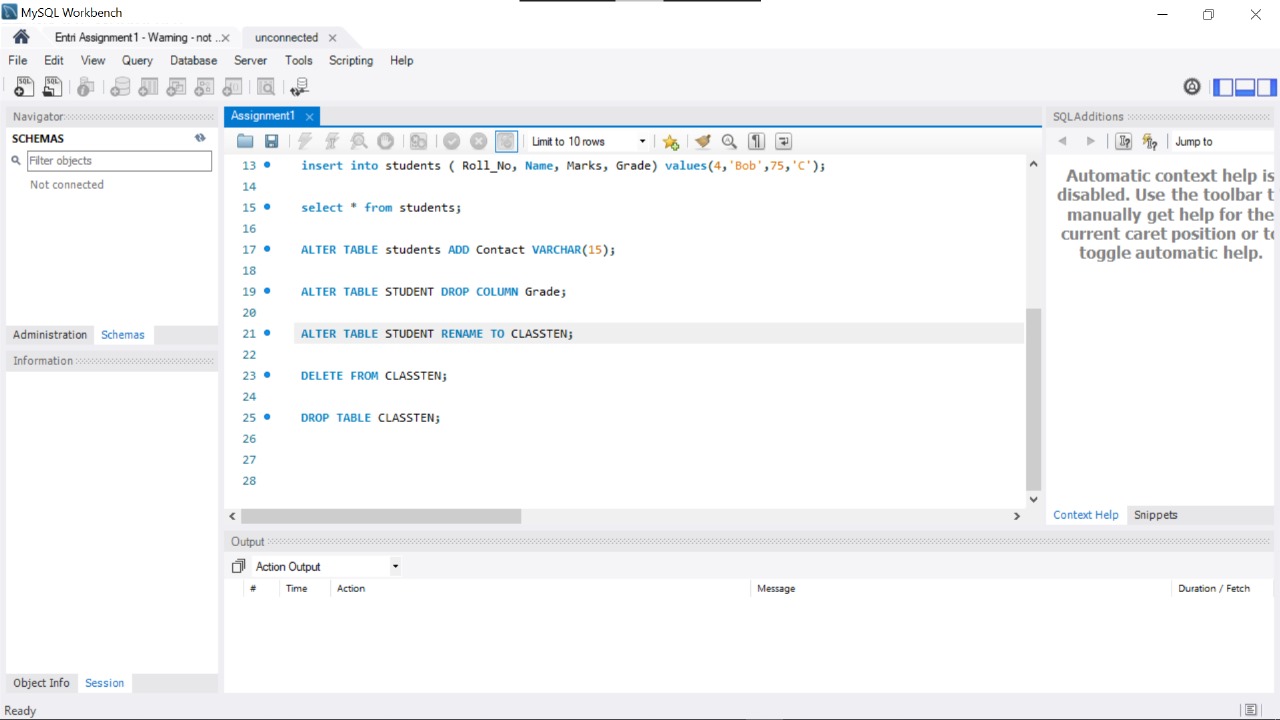 MySQL Workbench
Entri Assignment1 - Warning - not ..
unconnected
File Edit View Query Database Server Tools Scripting Help
Navigator
SCHEMAS
Filter objects
Not connected
Administration Schemas
Information
Object Info Session
Assignment1
Limit to 10 rows
13 insert into students ( Roll_No, Name, Marks, Grade) values(4,'Bob',75,'C');
14
15 select * from students;
16
17 ALTER TABLE students ADD Contact VARCHAR(15);
18
19 ALTER TABLE STUDENT DROP COLUMN Grade;
20
21 ALTER TABLE STUDENT RENAME TO CLASSTEN;
22
23 DELETE FROM CLASSTEN;
24
25 DROP TABLE CLASSTEN;
26
27
28
SQLAdditions
Jump to
Automatic context help is
disabled. Use the toolbar t
manually get help for the
current caret position or to
toggle automatic help.
Context Help Snippets
Output
Action Output
# Time Action Message Duration / Fetch
Ready